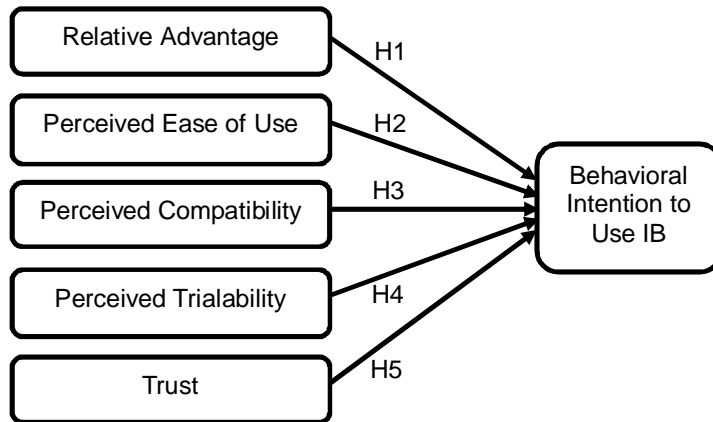 Relative Advantage
H1
Perceived Ease of Use
H2
Perceived Compatibility
H3
Behavioral
Intention to
Use IB
Perceived Trialability
H4
Trust
H5